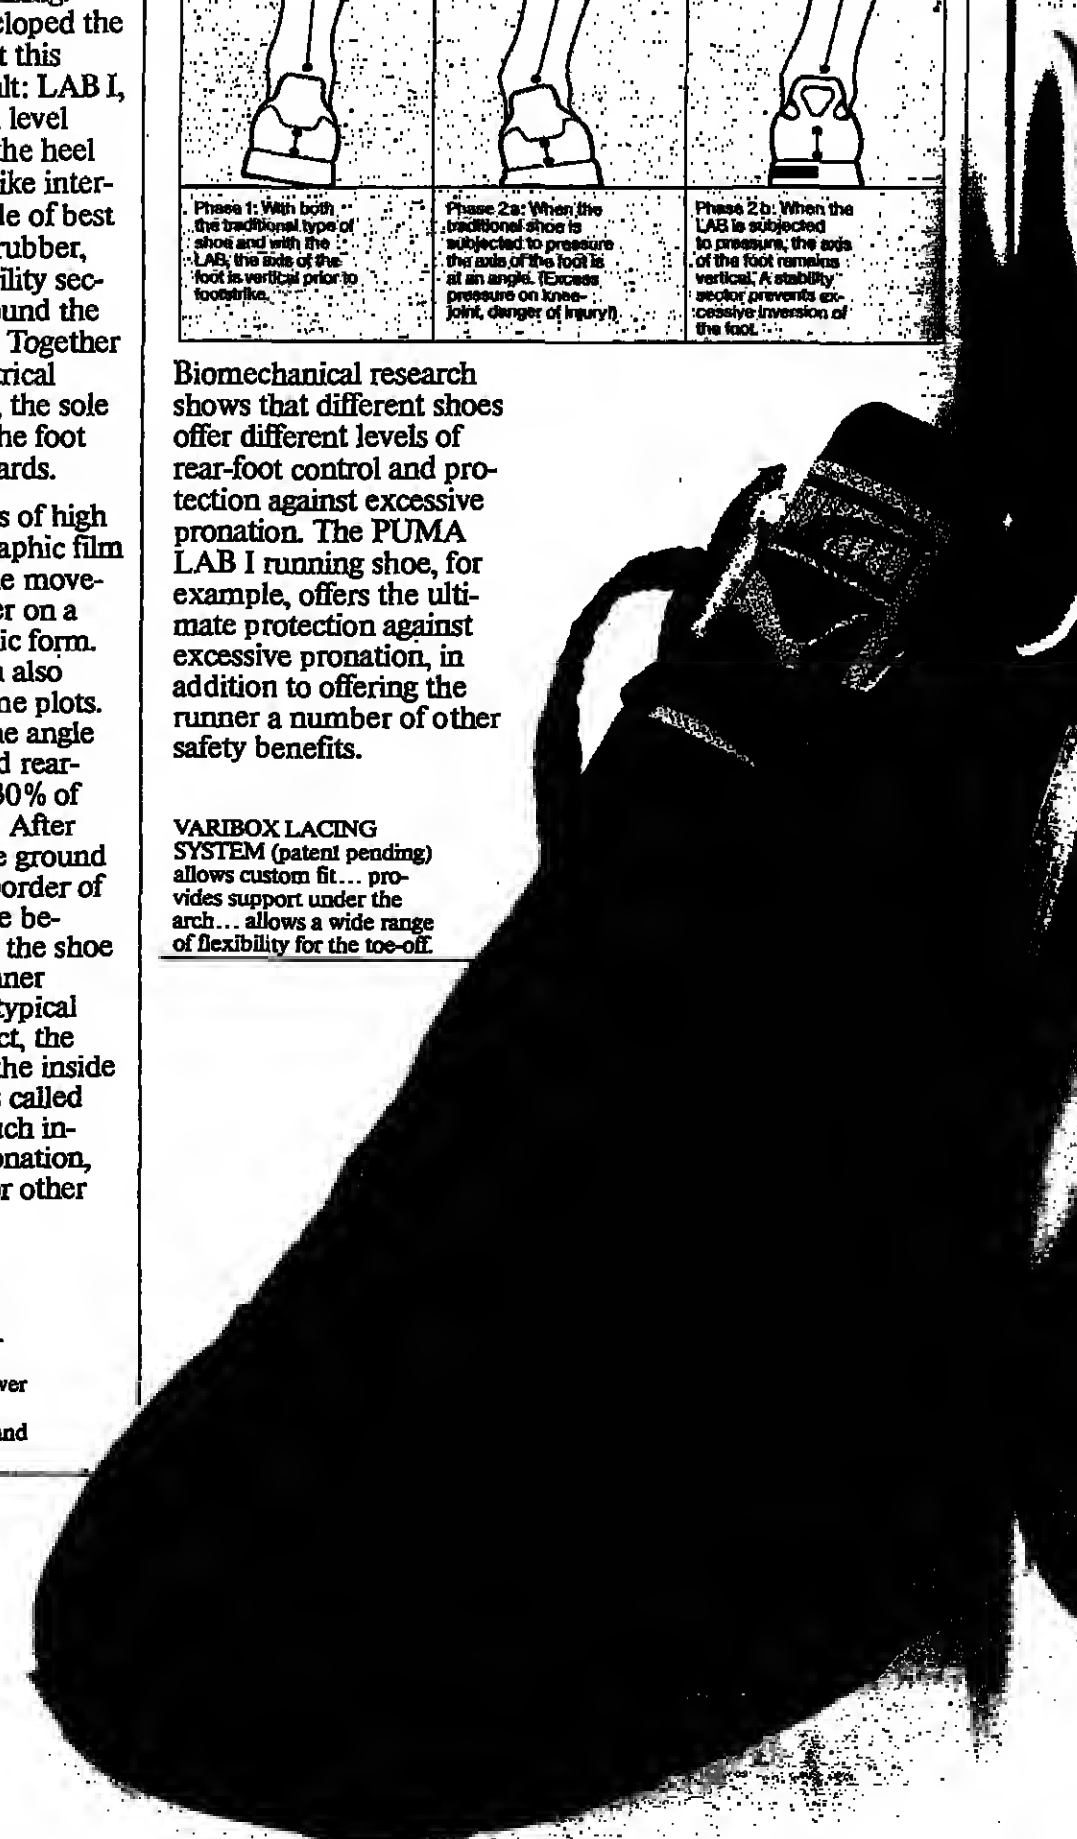 eloped the
t this
lt: LAB I,
level
he heel
ike inter-
le of best
rubber,
ility sec-
und the
Together
rical
, the sole
he foot
ards.
s of high
aphic film
e move-
er on a
ic form.
also
ne plots.
e angle
d rear-
30% of
After
e ground
order of
e be-
the shoe
ner
typical
ct, the
the inside
called
ch in-
onation,
r other
ver
and
Phase 1: With both
the traditional type of
shoe and with the
LAB, the axis of the
foot is vertical prior to
footstrike.
Phase 2a: When the
traditional shoe is
subjected to pressure
the axis of the foot is
at an angle. (Excess
pressure on knee-
joint, danger of injury!)
Phase 2b: When the
LAB is subjected
to pressure, the axis
of the foot remains
vertical. A stability
sector prevents ex-
cessive inversion of
the foot.
Biomechanical research
shows that different shoes
offer different levels of
rear-foot control and pro-
tection against excessive
pronation. The PUMA
LAB I running shoe, for
example, offers the ulti-
mate protection against
excessive pronation, in
addition to offering the
runner a number of other
safety benefits.
VARIBOX LACING
SYSTEM (patent pending)
allows custom fit... pro-
vides support under the
arch... allows a wide range
of flexibility for the toe-off.